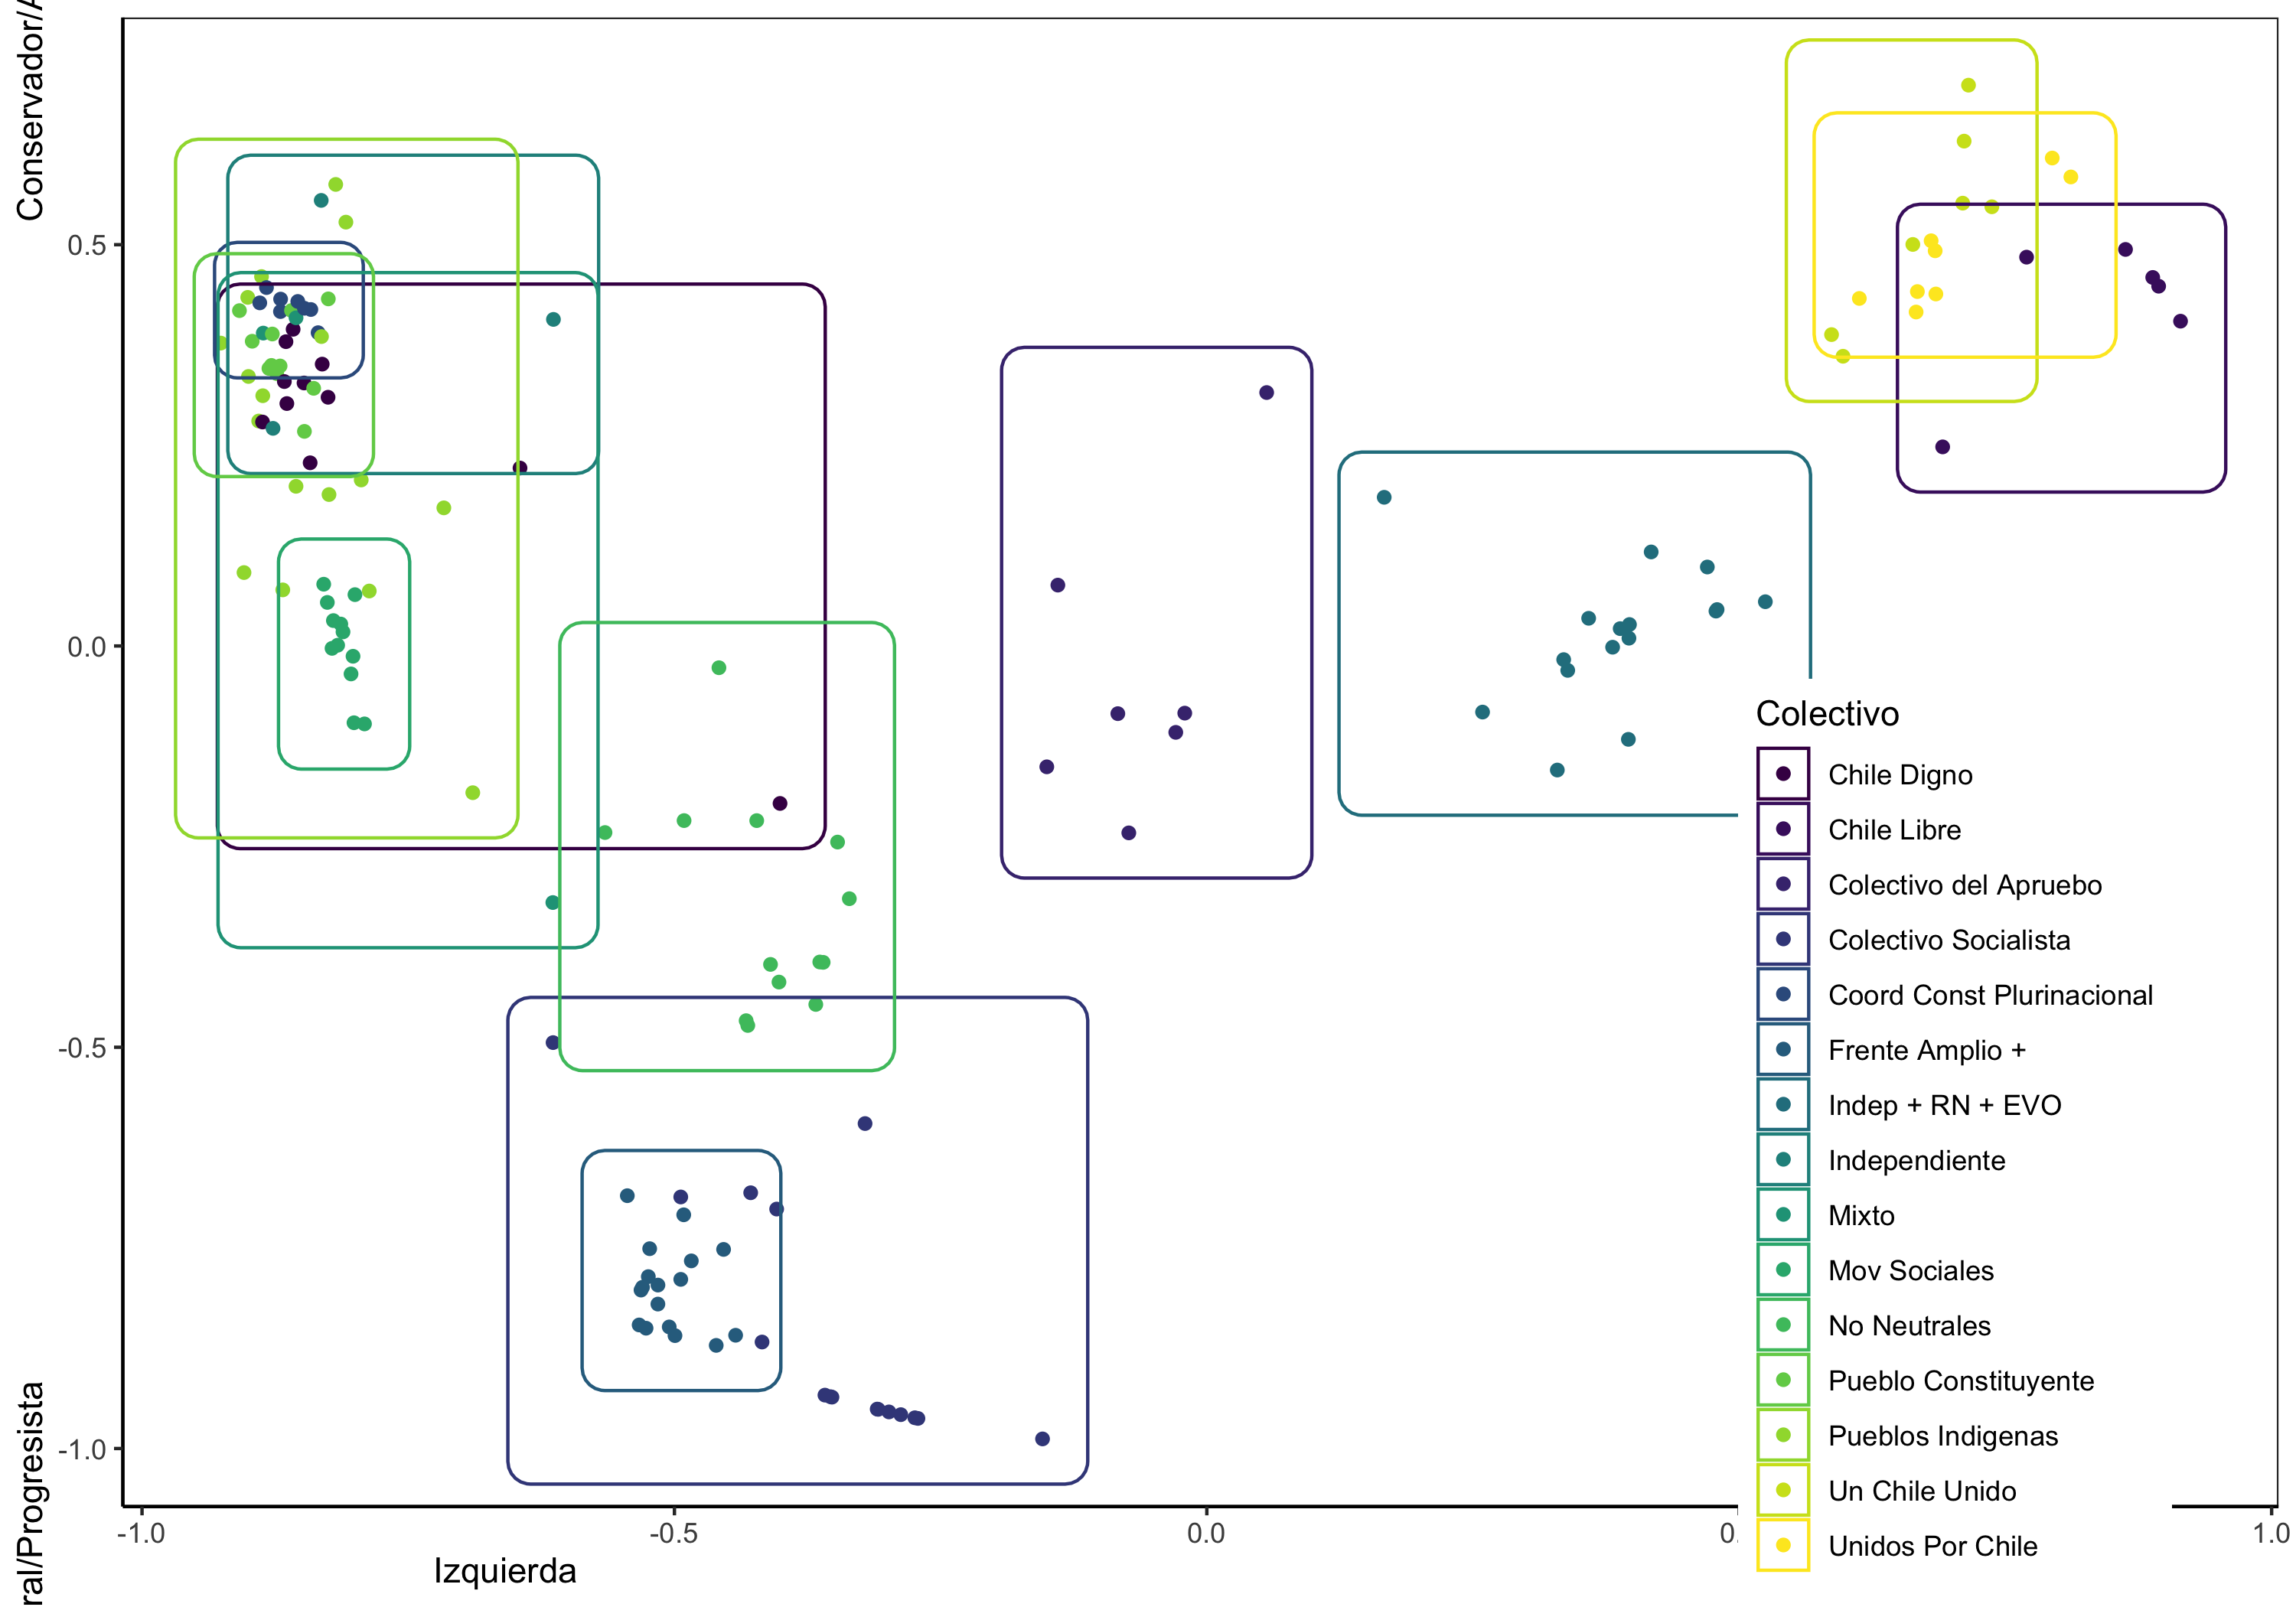 Conservador/
0.5
0.0
-0.5
-1.0
ral/Progresista
-1.0
-0.5
0.0
0.
1.0
Izquierda
Colectivo
Chile Digno
Chile Libre
Colectivo del Apruebo
Colectivo Socialista
Coord Const Plurinacional
Frente Amplio +
Indep + RN + EVO
Independiente
Mixto
Mov Sociales
No Neutrales
Pueblo Constituyente
Pueblos Indigenas
Un Chile Unido
Unidos Por Chile